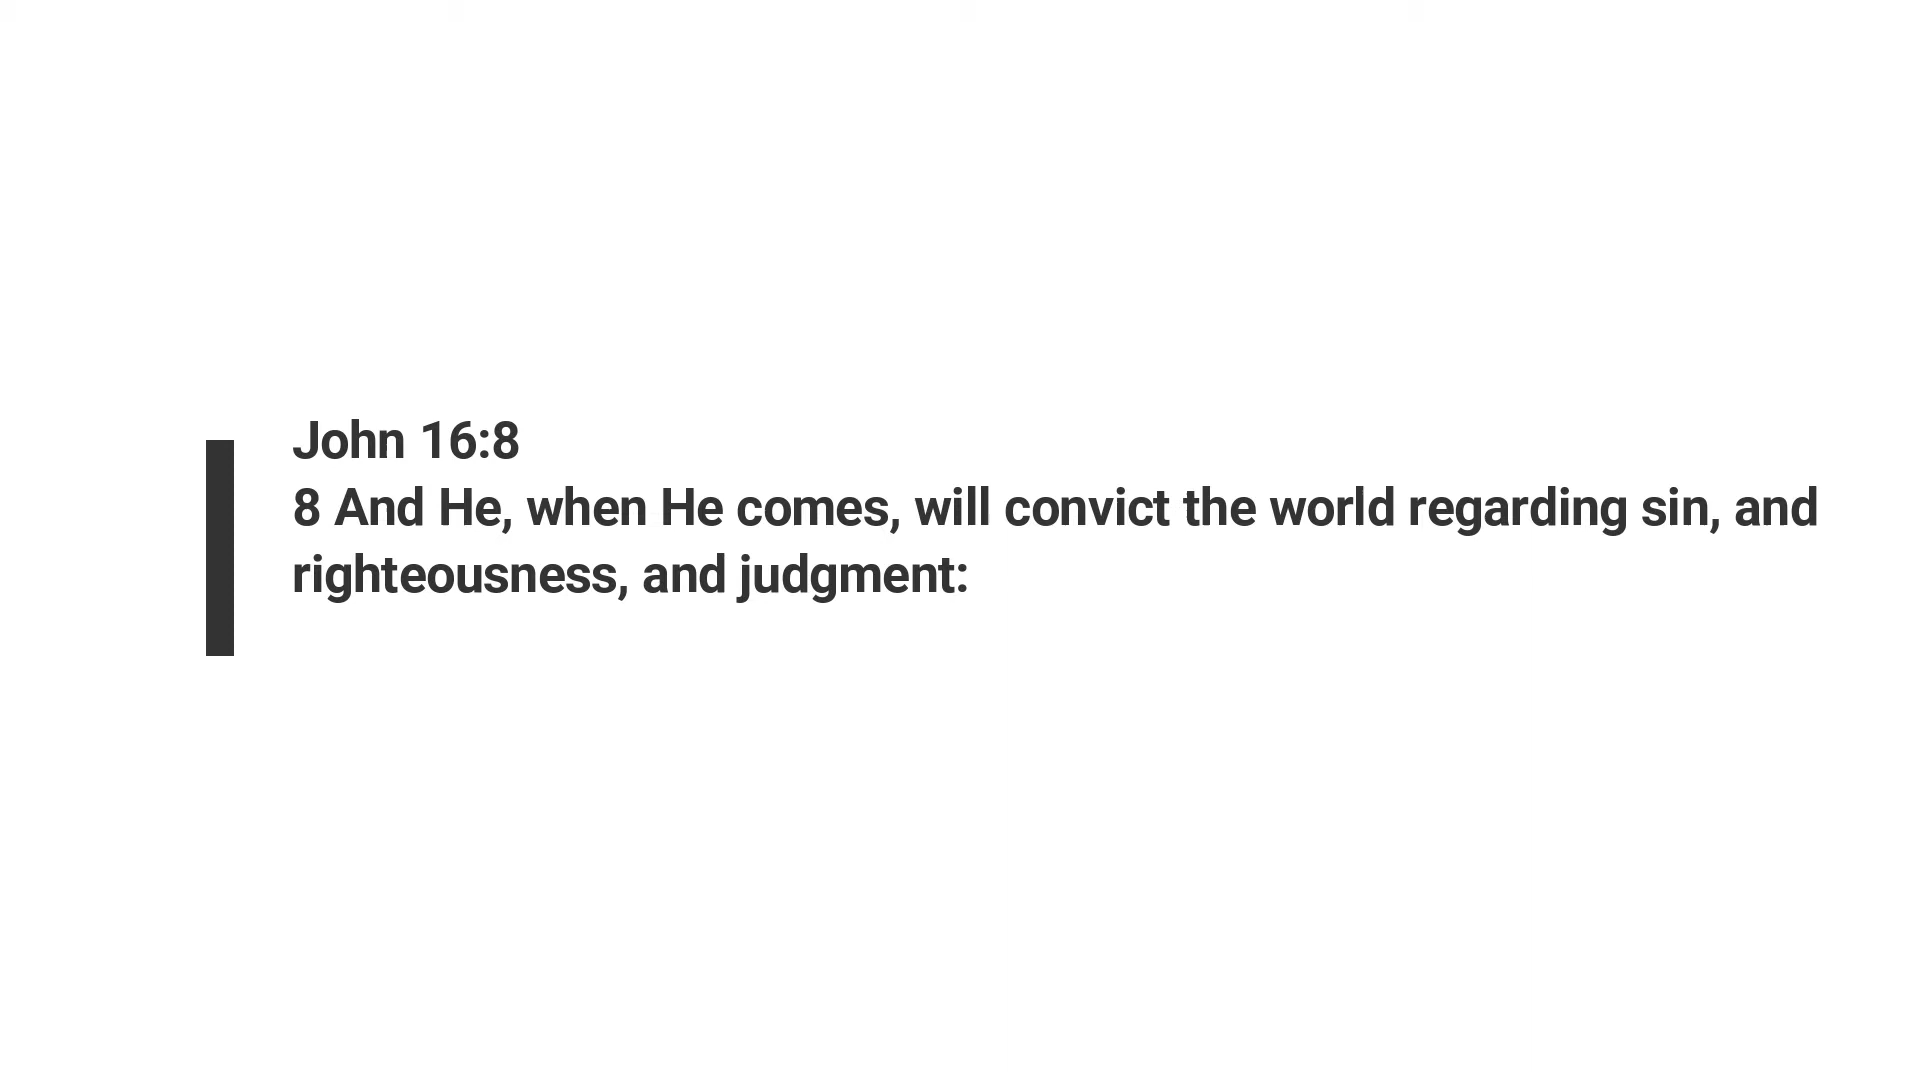 John 16:8
8 And He, when He comes, will convict the world regarding sin, and
righteousness, and judgment: